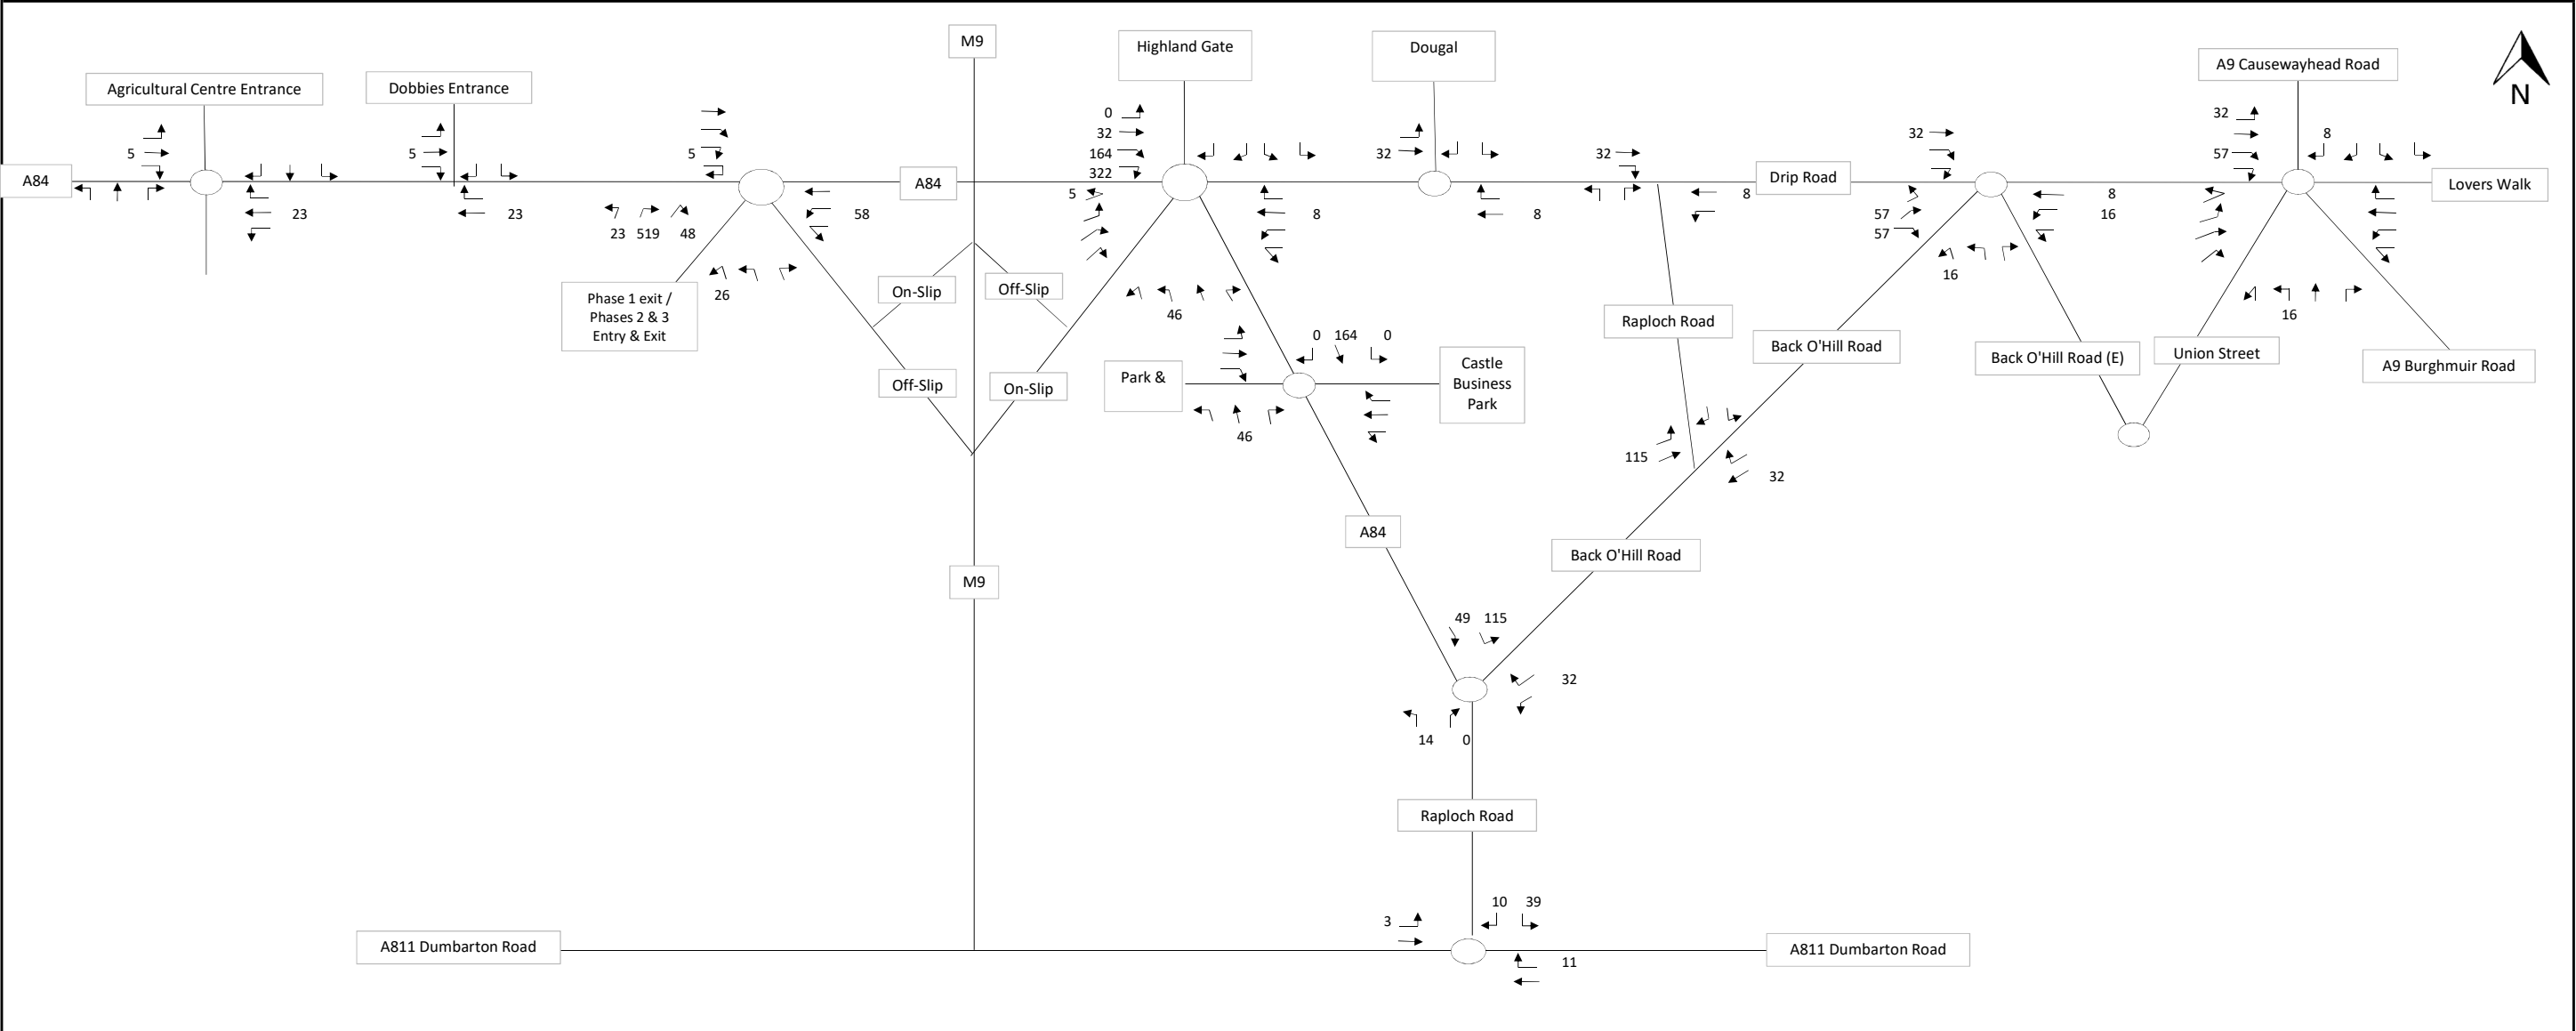 M9
Highland Gate
Dougal
A9 Causewayhead Road
N
Agricultural Centre Entrance
Dobbies Entrance
0
32
32
32
8
5
5
5
164
32
32
57
322
A84
A84
Drip Road
Lovers Walk
5
8
23
23
58
8
8
57
8
16
23 519 48
57
26
16
On-Slip
Off-Slip
46
16
Phase 1 exit /
Phases 2 & 3
Entry & Exit
Raploch Road
Back O'Hill Road
Back O'Hill Road (E)
Union Street
A9 Burghmuir Road
0 164 0
Off-Slip
On-Slip
Park &
Castle
Business
Park
46
115
32
A84
Back O'Hill Road
M9
49 115
32
14 0
Raploch Road
10 39
3
A811 Dumbarton Road
A811 Dumbarton Road
11